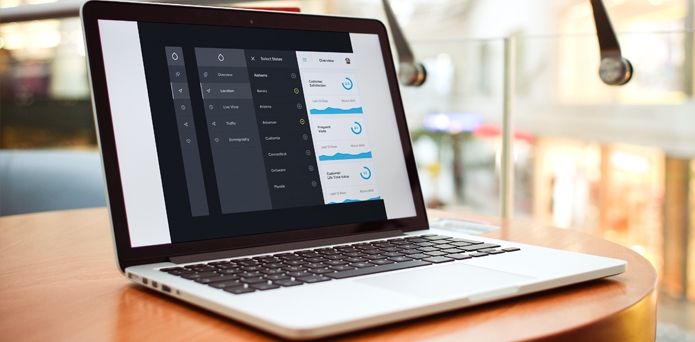 Select States
Overview
Overview
Location
Live View
Traffic
Demography
Alabama
Alaska
Arizona
Arkansas
California
Connecticut
Delaware
Florida
Customer
Satisfaction
Frequent
Visits
Customer
Life Time Value